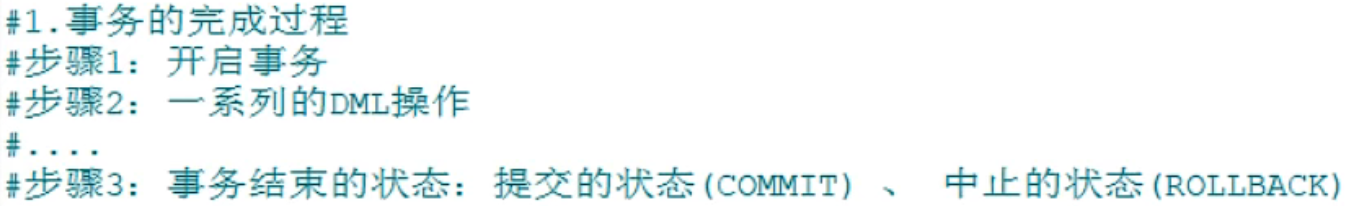 #1.事务的完成过程
#步骤1：开启事务
#步骤2：一系列的DML操作
#....
#步骤3：事务结束的状态：提交的状态(COMMIT) 、 中止的状态(ROLLBACK)